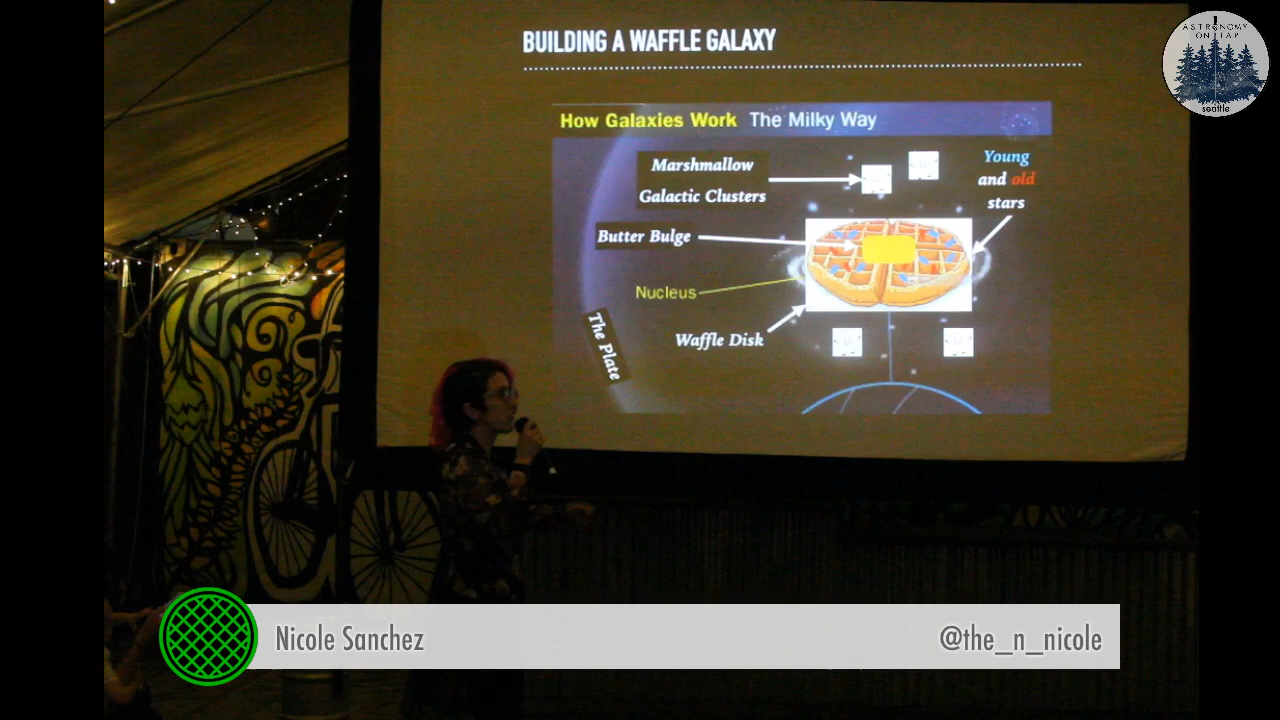 BUILDING A WAFFLE GALAXY
ASTRONOMY
ON TAP
seattle
How Galaxies Work The Milky Way
Marshmallow
Galactic Clusters
Young
and old
stars
Butter Bulge
Nucleus
Waffle Disk
The Plate
Nicole Sanchez
@the_n_nicole